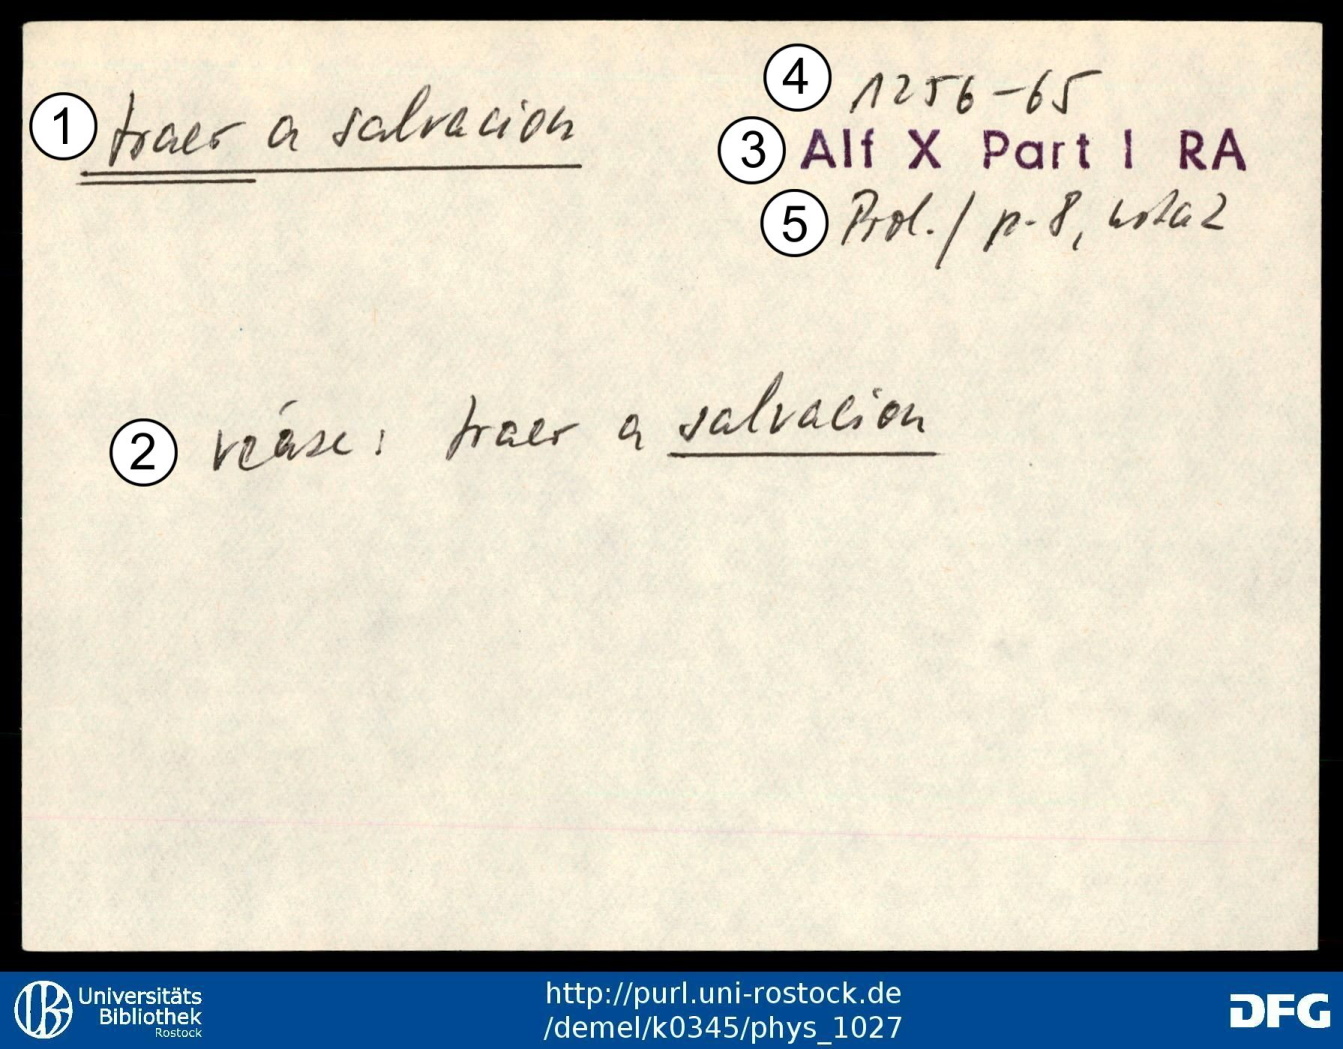 1 traer a salvacion
4 1256-65
3 Alf X Part I RA
5 Prol. / p. 8, nota 2
2 véase: traer a salvacion
Universitäts
Bibliothek
Rostock
http://purl.uni-rostock.de
/demel/k0345/phys_1027
DFG